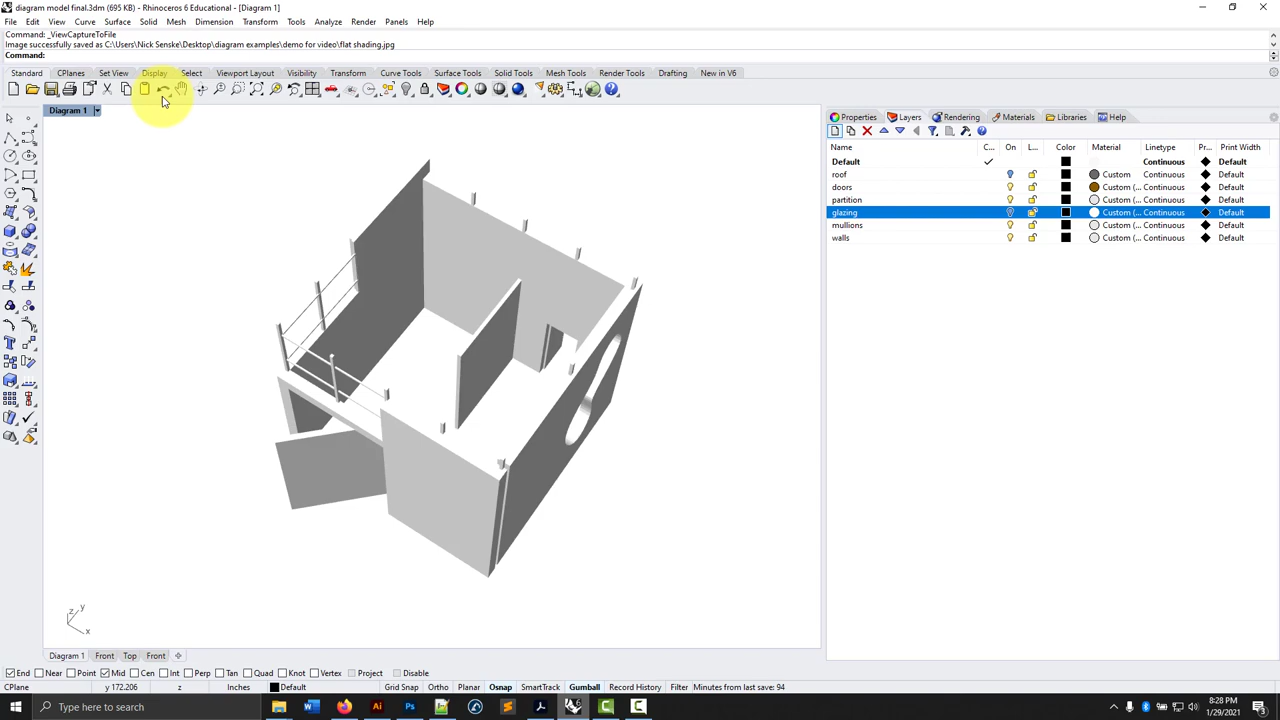 diagram model final.3dm (695 KB) - Rhinoceros 6 Educational - [Diagram 1]
File Edit View Curve Surface Solid Mesh Dimension Transform Tools Analyze Render Panels Help
Command: _ViewCaptureToFile
Image successfully saved as C:\Users\Nick Senske\Desktop\diagram examples\demo for video\flat shading.jpg
Command:
Standard CPlanes Set View Display Select Viewport Layout Visibility Transform Curve Tools Surface Tools Solid Tools Mesh Tools Render Tools Drafting New in V6
Diagram 1
Properties Layers Rendering Materials Libraries Help
Name C... On L... Color Material Linetype Pr... Print Width
Default Continuous Default
roof Custom Continuous Default
doors Custom (... Continuous Default
partition Custom (... Continuous Default
glazing Custom (... Continuous Default
mullions Custom (... Continuous Default
walls Custom (... Continuous Default
z y x
Diagram 1 Front Top Front
End Near Point Mid Cen Int Perp Tan Quad Knot Vertex Project Disable
CPlane y 172.206 z Inches Default Grid Snap Ortho Planar Osnap SmartTrack Gumball Record History Filter Minutes from last save: 94
Type here to search
8:28 PM
1/29/2021
3